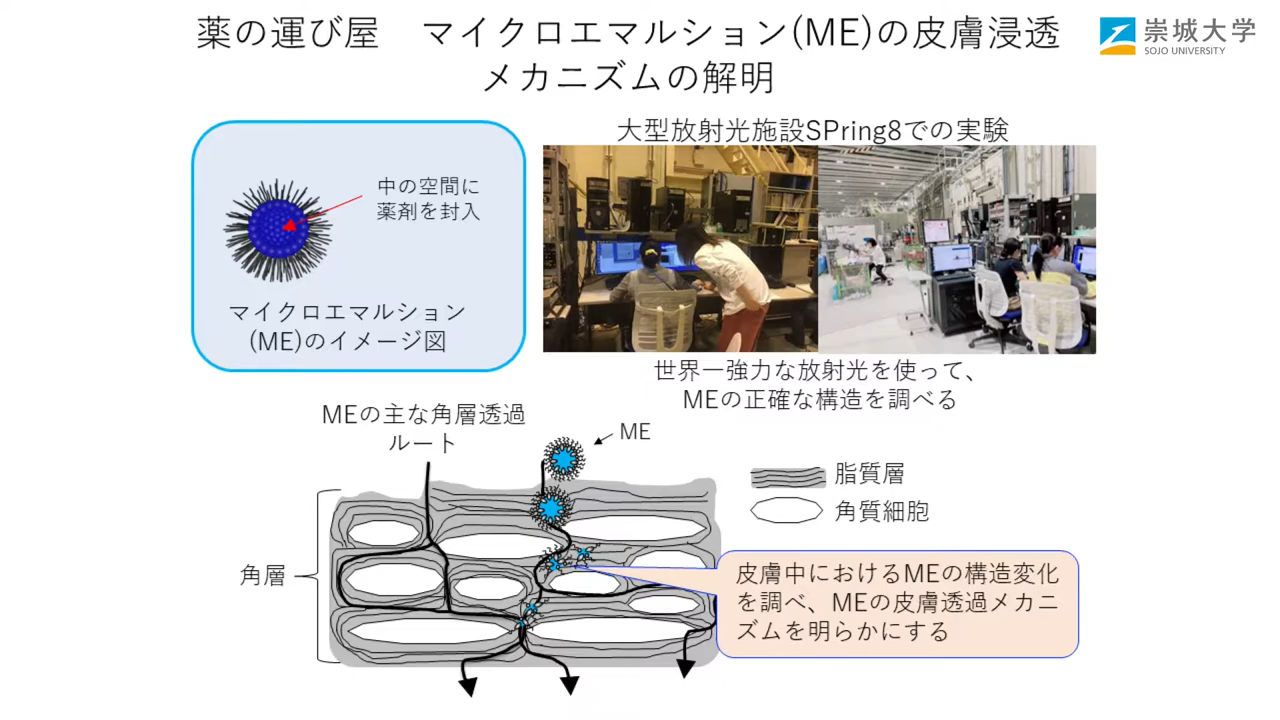 薬の運び屋　マイクロエマルション(ME)の皮膚浸透
メカニズムの解明
崇城大学
SOJO UNIVERSITY
中の空間に
薬剤を封入
マイクロエマルション
(ME)のイメージ図
大型放射光施設SPring8での実験
世界一強力な放射光を使って、
MEの正確な構造を調べる
MEの主な角層透過
ルート
ME
脂質層
角質細胞
角層
皮膚中におけるMEの構造変化
を調べ、MEの皮膚透過メカニ
ズムを明らかにする